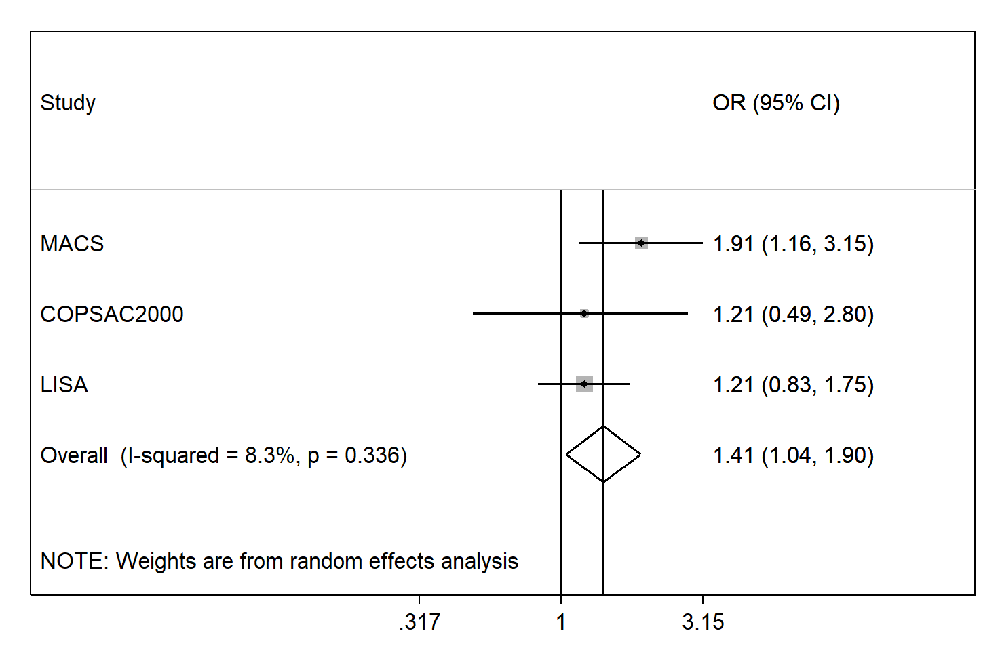 Study OR (95% CI)
MACS 1.91 (1.16, 3.15)
COPSAC2000 1.21 (0.49, 2.80)
LISA 1.21 (0.83, 1.75)
Overall  (I-squared = 8.3%, p = 0.336) 1.41 (1.04, 1.90)
NOTE: Weights are from random effects analysis
.317 1 3.15